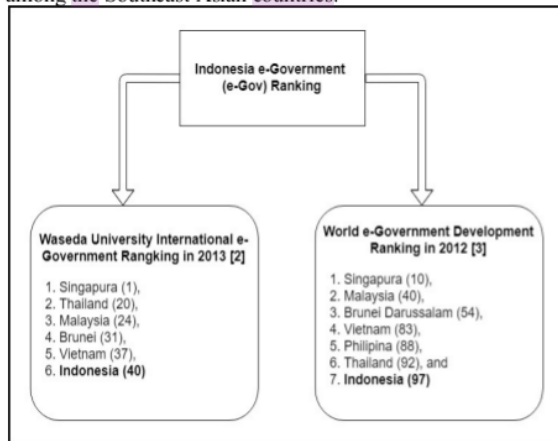 among the Southeast Asian countries.
Indonesia e-Government
(e-Gov) Ranking
Waseda University International e-
Government Rangking in 2013 [2]
1. Singapura (1),
2. Thailand (20),
3. Malaysia (24),
4. Brunei (31),
5. Vietnam (37),
6. Indonesia (40)
World e-Government Development
Ranking in 2012 [3]
1. Singapura (10),
2. Malaysia (40),
3. Brunei Darussalam (54),
4. Vietnam (83),
5. Philipina (88),
6. Thailand (92), and
7. Indonesia (97)